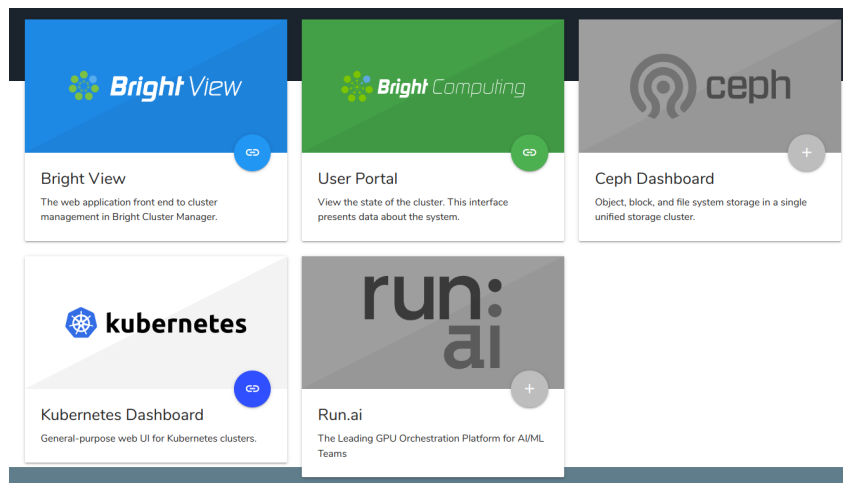 Bright View
Bright Computing
ceph
Bright View
The web application front end to cluster
management in Bright Cluster Manager.
User Portal
View the state of the cluster. This interface
presents data about the system.
Ceph Dashboard
Object, block, and file system storage in a single
unified storage cluster.
kubernetes
run:
ai
Kubernetes Dashboard
General-purpose web UI for Kubernetes clusters.
Run.ai
The Leading GPU Orchestration Platform for AI/ML
Teams